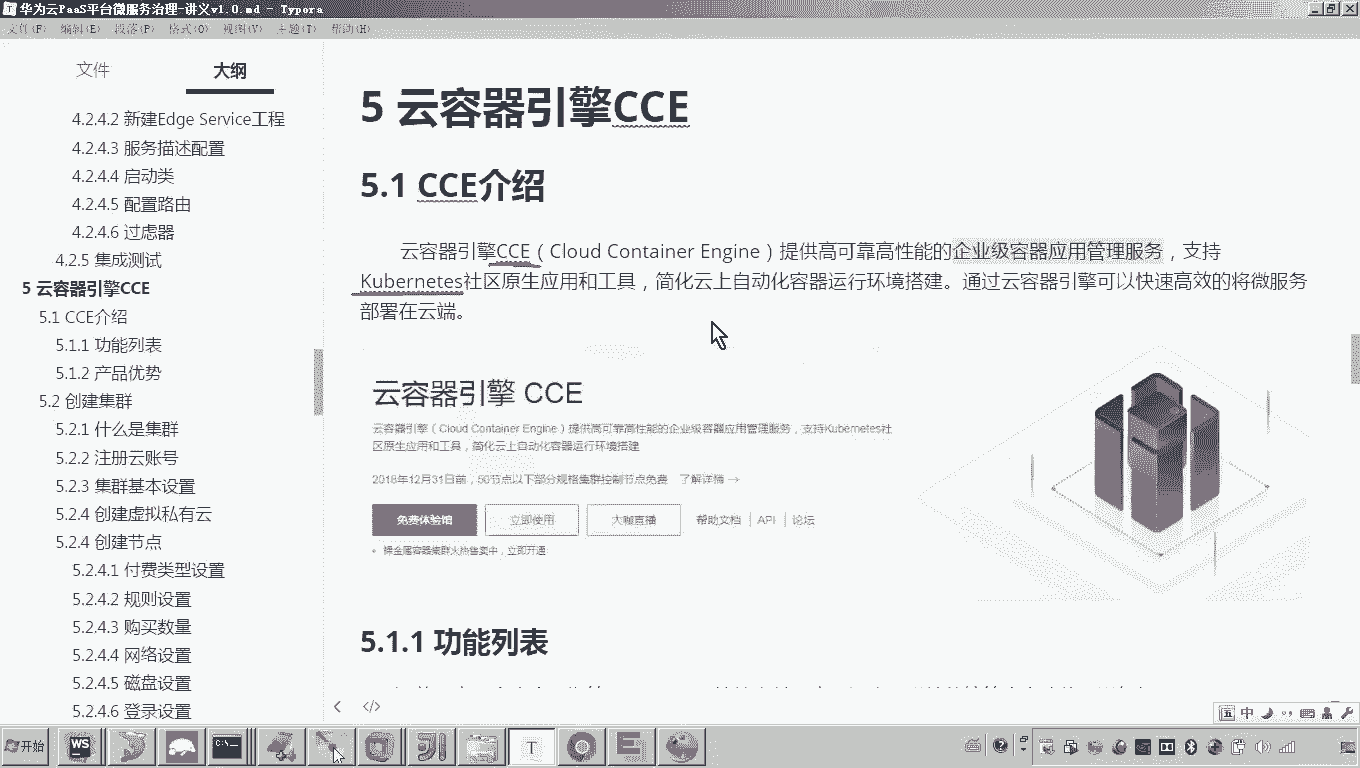 华为云PaaS平台微服务治理-讲义v1.0.md - Typora
文件(F) 编辑(E) 段落(P) 格式(O) 视图(V) 主题(T) 帮助(H)
文件 大纲
4.2.4.2 新建Edge Service工程
4.2.4.3 服务描述配置
4.2.4.4 启动类
4.2.4.5 配置路由
4.2.4.6 过虑器
4.2.5 集成测试
5 云容器引擎CCE
5.1 CCE介绍
5.1.1 功能列表
5.1.2 产品优势
5.2 创建集群
5.2.1 什么是集群
5.2.2 注册云账号
5.2.3 集群基本设置
5.2.4 创建虚拟私有云
5.2.4 创建节点
5.2.4.1 付费类型设置
5.2.4.2 规则设置
5.2.4.3 购买数量
5.2.4.4 网络设置
5.2.4.5 磁盘设置
5.2.4.6 登录设置
5 云容器引擎CCE
5.1 CCE介绍
云容器引擎CCE（Cloud Container Engine）提供高可靠高性能的企业级容器应用管理服务，支持
Kubernetes社区原生应用和工具，简化云上自动化容器运行环境搭建。通过云容器引擎可以快速高效的将微服务
部署在云端。
云容器引擎 CCE
云容器引擎（Cloud Container Engine）提供高可靠高性能的企业级容器应用管理服务，支持Kubernetes社
区原生应用和工具，简化云上自动化容器运行环境搭建
2018年12月31日前，50节点以下部分规格集群控制节点免费 了解详情 →
免费体验馆 立即使用 大咖直播 帮助文档 | API | 论坛
裸金属容器集群火热售卖中，立即开通
5.1.1 功能列表
</>
五 中
开始 WS C:\ T E